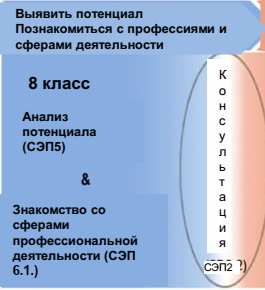 Выявить потенциал
Познакомиться с профессиями и
сферами деятельности
8 класс
Анализ
потенциала
(СЭП5)
&
Знакомство со
сферами
профессиональной
деятельности (СЭП
6.1.)
К
о
н
с
у
л
ь
т
а
ц
и
я
СЭП2